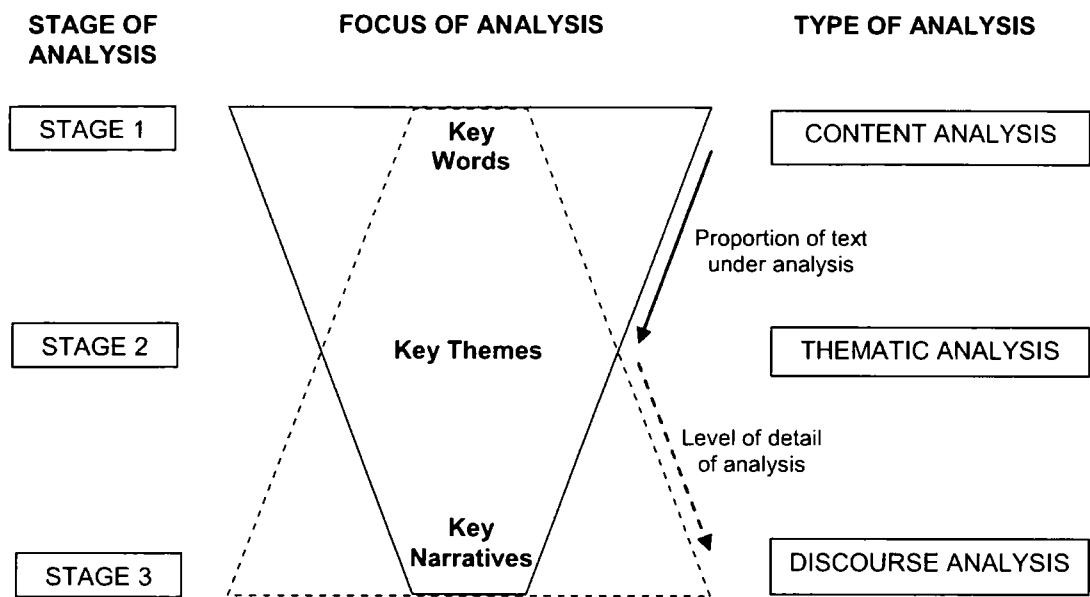 STAGE OF
ANALYSIS
FOCUS OF ANALYSIS
TYPE OF ANALYSIS
STAGE 1
Key
Words
CONTENT ANALYSIS
Proportion of text
under analysis
STAGE 2
Key Themes
THEMATIC ANALYSIS
Level of detail
of analysis
Key
Narratives
STAGE 3
DISCOURSE ANALYSIS